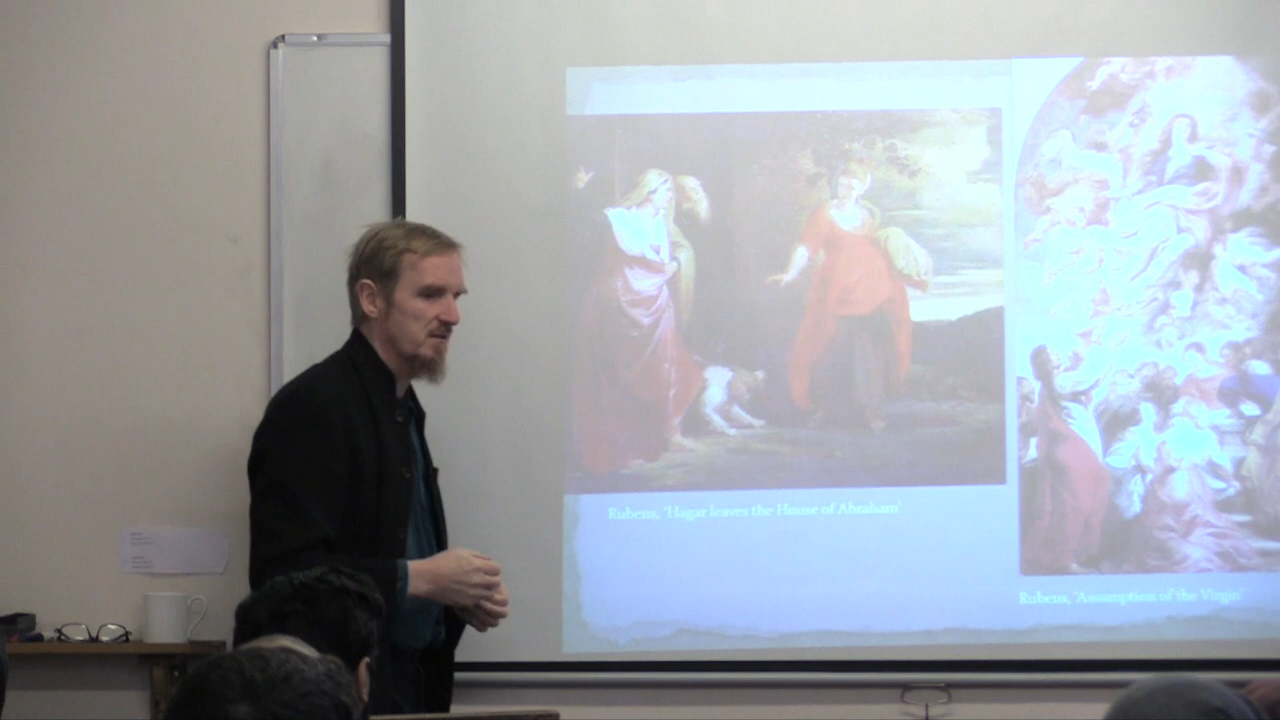 Rubens, 'Hagar leaves the House of Abraham'
Rubens, 'Assumption of the Virgin'